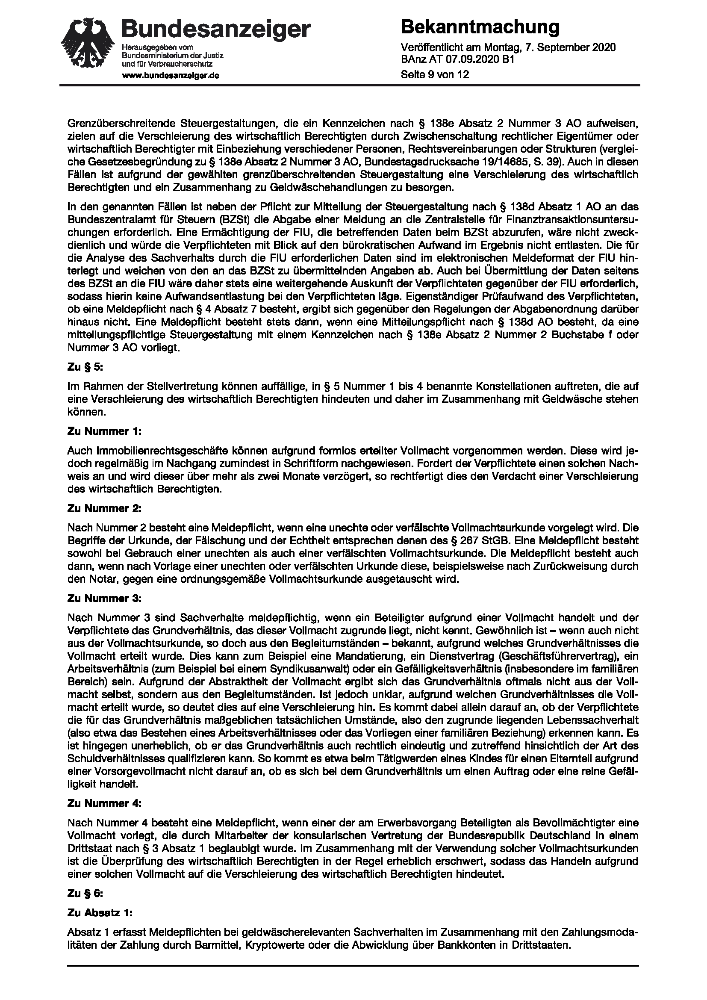 Bundesanzeiger
Herausgegeben vom
Bundesministerium der Justiz
und für Verbraucherschutz
www.bundesanzeiger.de
Bekanntmachung
Veröffentlicht am Montag, 7. September 2020
BAnz AT 07.09.2020 B1
Seite 9 von 12
Grenzüberschreitende Steuergestaltungen, die ein Kennzeichen nach § 138e Absatz 2 Nummer 3 AO aufweisen,
zielen auf die Verschleierung des wirtschaftlich Berechtigten durch Zwischenschaltung rechtlicher Eigentümer oder
wirtschaftlich Berechtigter mit Einbeziehung verschiedener Personen, Rechtsvereinbarungen oder Strukturen (verglei-
che Gesetzesbegründung zu § 138e Absatz 2 Nummer 3 AO, Bundestagsdrucksache 19/14685, S. 39). Auch in diesen
Fällen ist aufgrund der gewählten grenzüberschreitenden Steuergestaltung eine Verschleierung des wirtschaftlich
Berechtigten und ein Zusammenhang zu Geldwäschehandlungen zu besorgen.
In den genannten Fällen ist neben der Pflicht zur Mitteilung der Steuergestaltung nach § 138d Absatz 1 AO an das
Bundeszentralamt für Steuern (BZSt) die Abgabe einer Meldung an die Zentralstelle für Finanztransaktionsuntersu-
chungen erforderlich. Eine Ermächtigung der FIU, die betreffenden Daten beim BZSt abzurufen, wäre nicht zweck-
dienlich und würde die Verpflichteten mit Blick auf den bürokratischen Aufwand im Ergebnis nicht entlasten. Die für
die Analyse des Sachverhalts durch die FIU erforderlichen Daten sind im elektronischen Meldeformat der FIU hin-
terlegt und weichen von den an das BZSt zu übermittelnden Angaben ab. Auch bei Übermittlung der Daten seitens
des BZSt an die FIU wäre daher stets eine weitergehende Auskunft der Verpflichteten gegenüber der FIU erforderlich,
sodass hierin keine Aufwandsentlastung bei den Verpflichteten läge. Eigenständiger Prüfaufwand des Verpflichteten,
ob eine Meldepflicht nach § 4 Absatz 7 besteht, ergibt sich gegenüber den Regelungen der Abgabenordnung darüber
hinaus nicht. Eine Meldepflicht besteht stets dann, wenn eine Mitteilungspflicht nach § 138d AO besteht, da eine
mitteilungspflichtige Steuergestaltung mit einem Kennzeichen nach § 138e Absatz 2 Nummer 2 Buchstabe f oder
Nummer 3 AO vorliegt.
Zu § 5:
Im Rahmen der Stellvertretung können auffällige, in § 5 Nummer 1 bis 4 benannte Konstellationen auftreten, die auf
eine Verschleierung des wirtschaftlich Berechtigten hindeuten und daher im Zusammenhang mit Geldwäsche stehen
können.
Zu Nummer 1:
Auch Immobilienrechtsgeschäfte können aufgrund formlos erteilter Vollmacht vorgenommen werden. Diese wird je-
doch regelmäßig im Nachgang zumindest in Schriftform nachgewiesen. Fordert der Verpflichtete einen solchen Nach-
weis an und wird dieser über mehr als zwei Monate verzögert, so rechtfertigt dies den Verdacht einer Verschleierung
des wirtschaftlich Berechtigten.
Zu Nummer 2:
Nach Nummer 2 besteht eine Meldepflicht, wenn eine unechte oder verfälschte Vollmachtsurkunde vorgelegt wird. Die
Begriffe der Urkunde, der Fälschung und der Echtheit entsprechen denen des § 267 StGB. Eine Meldepflicht besteht
sowohl bei Gebrauch einer unechten als auch einer verfälschten Vollmachtsurkunde. Die Meldepflicht besteht auch
dann, wenn nach Vorlage einer unechten oder verfälschten Urkunde diese, beispielsweise nach Zurückweisung durch
den Notar, gegen eine ordnungsgemäße Vollmachtsurkunde ausgetauscht wird.
Zu Nummer 3:
Nach Nummer 3 sind Sachverhalte meldepflichtig, wenn ein Beteiligter aufgrund einer Vollmacht handelt und der
Verpflichtete das Grundverhältnis, das dieser Vollmacht zugrunde liegt, nicht kennt. Gewöhnlich ist – wenn auch nicht
aus der Vollmachtsurkunde, so doch aus den Begleitumständen – bekannt, aufgrund welches Grundverhältnisses die
Vollmacht erteilt wurde. Dies kann zum Beispiel eine Mandatierung, ein Dienstvertrag (Geschäftsführervertrag), ein
Arbeitsverhältnis (zum Beispiel bei einem Syndikusanwalt) oder ein Gefälligkeitsverhältnis (insbesondere im familiären
Bereich) sein. Aufgrund der Abstraktheit der Vollmacht ergibt sich das Grundverhältnis oftmals nicht aus der Voll-
macht selbst, sondern aus den Begleitumständen. Ist jedoch unklar, aufgrund welchen Grundverhältnisses die Voll-
macht erteilt wurde, so deutet dies auf eine Verschleierung hin. Es kommt dabei allein darauf an, ob der Verpflichtete
die für das Grundverhältnis maßgeblichen tatsächlichen Umstände, also den zugrunde liegenden Lebenssachverhalt
(also etwa das Bestehen eines Arbeitsverhältnisses oder das Vorliegen einer familiären Beziehung) erkennen kann. Es
ist hingegen unerheblich, ob er das Grundverhältnis auch rechtlich eindeutig und zutreffend hinsichtlich der Art des
Schuldverhältnisses qualifizieren kann. So kommt es etwa beim Tätigwerden eines Kindes für einen Elternteil aufgrund
einer Vorsorgevollmacht nicht darauf an, ob es sich bei dem Grundverhältnis um einen Auftrag oder eine reine Gefäl-
ligkeit handelt.
Zu Nummer 4:
Nach Nummer 4 besteht eine Meldepflicht, wenn einer der am Erwerbsvorgang Beteiligten als Bevollmächtigter eine
Vollmacht vorlegt, die durch Mitarbeiter der konsularischen Vertretung der Bundesrepublik Deutschland in einem
Drittstaat nach § 3 Absatz 1 beglaubigt wurde. Im Zusammenhang mit der Verwendung solcher Vollmachtsurkunden
ist die Überprüfung des wirtschaftlich Berechtigten in der Regel erheblich erschwert, sodass das Handeln aufgrund
einer solchen Vollmacht auf die Verschleierung des wirtschaftlich Berechtigten hindeutet.
Zu § 6:
Zu Absatz 1:
Absatz 1 erfasst Meldepflichten bei geldwäscherelevanten Sachverhalten im Zusammenhang mit den Zahlungsmoda-
litäten der Zahlung durch Barmittel, Kryptowerte oder die Abwicklung über Bankkonten in Drittstaaten.